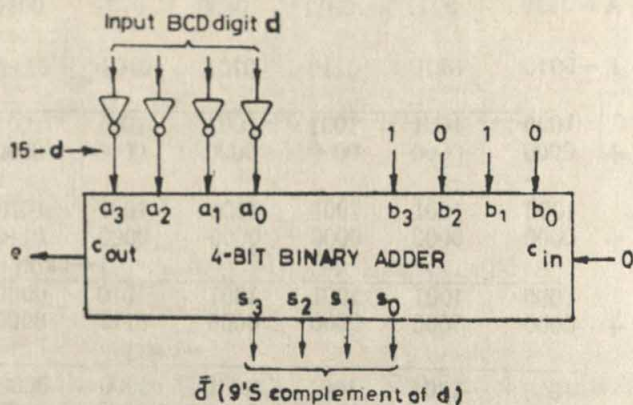 Input BCD digit d
1 0 1 0
15-d
a3 a2 a1 a0 b3 b2 b1 b0
e cout 4-BIT BINARY ADDER cin 0
s3 s2 s1 s0
(9'S complement of d)